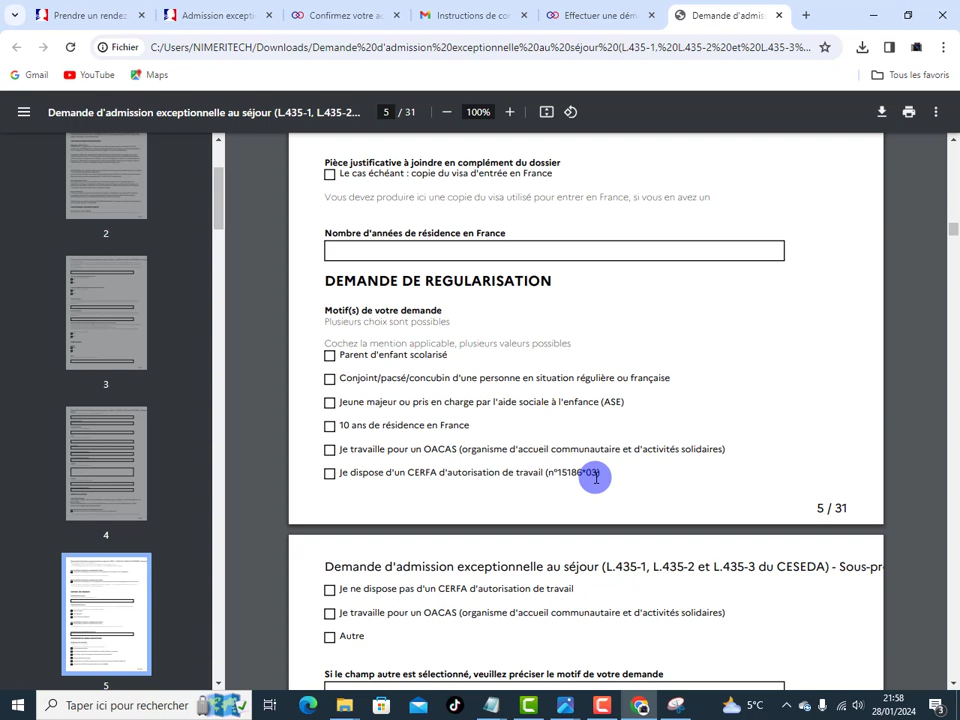 Prendre un rendez
Admission excepti
Confirmez votre ac
Instructions de con
Effectuer une dém
Demande d'admis
Fichier
C:/Users/NIMERITECH/Downloads/Demande%20d'admission%20exceptionnelle%20au%20séjour%20(L.435-1,%20L.435-2%20et%20L.435-3%...
Gmail
YouTube
Maps
Tous les favoris
Demande d'admission exceptionnelle au séjour (L.435-1, L.435-2...
5 / 31
100%
2
3
4
5
Pièce justificative à joindre en complément du dossier
Le cas échéant : copie du visa d'entrée en France
Vous devez produire ici une copie du visa utilisé pour entrer en France, si vous en avez un
Nombre d'années de résidence en France
DEMANDE DE REGULARISATION
Motif(s) de votre demande
Plusieurs choix sont possibles
Cochez la mention applicable, plusieurs valeurs possibles
Parent d'enfant scolarisé
Conjoint/pacsé/concubin d'une personne en situation régulière ou française
Jeune majeur ou pris en charge par l'aide sociale à l'enfance (ASE)
10 ans de résidence en France
Je travaille pour un OACAS (organisme d'accueil communautaire et d'activités solidaires)
Je dispose d'un CERFA d'autorisation de travail (n°15186*03)
5 / 31
Demande d'admission exceptionnelle au séjour (L.435-1, L.435-2 et L.435-3 du CESEDA) - Sous-pr
Je ne dispose pas d'un CERFA d'autorisation de travail
Je travaille pour un OACAS (organisme d'accueil communautaire et d'activités solidaires)
Autre
Si le champ autre est sélectionné, veuillez préciser le motif de votre demande
Taper ici pour rechercher
5°C
21:58
28/01/2024
3